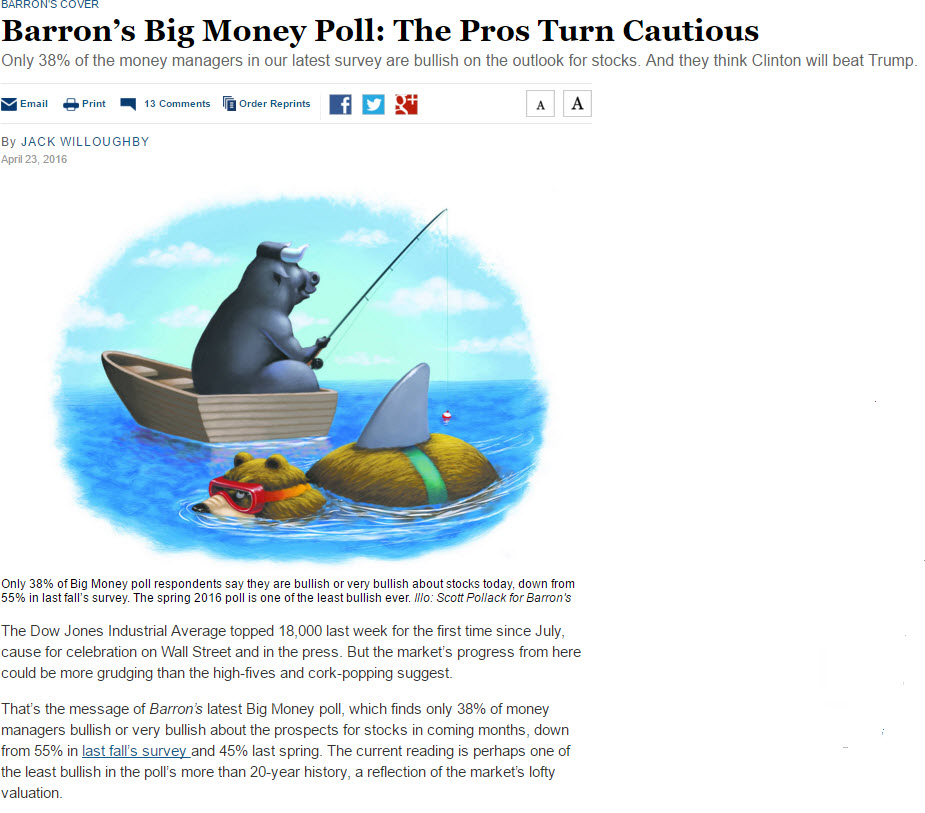 BARRON'S COVER
Barron's Big Money Poll: The Pros Turn Cautious
Only 38% of the money managers in our latest survey are bullish on the outlook for stocks. And they think Clinton will beat Trump.
Email Print 13 Comments Order Reprints f g+ A A
By JACK WILLOUGHBY
April 23, 2016
Only 38% of Big Money poll respondents say they are bullish or very bullish about stocks today, down from
55% in last fall's survey. The spring 2016 poll is one of the least bullish ever. Illo: Scott Pollack for Barron's
The Dow Jones Industrial Average topped 18,000 last week for the first time since July,
cause for celebration on Wall Street and in the press. But the market's progress from here
could be more grudging than the high-fives and cork-popping suggest.
That's the message of Barron's latest Big Money poll, which finds only 38% of money
managers bullish or very bullish about the prospects for stocks in coming months, down
from 55% in last fall's survey and 45% last spring. The current reading is perhaps one of
the least bullish in the poll's more than 20-year history, a reflection of the market's lofty
valuation.